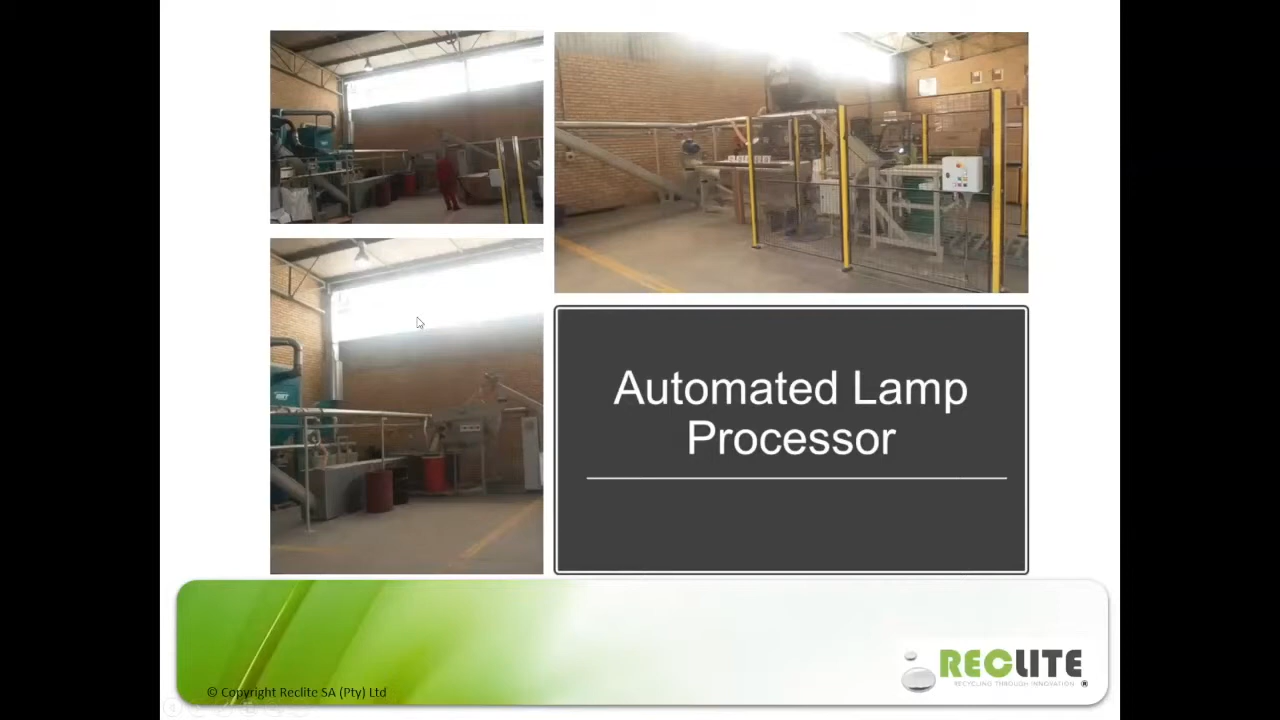 Automated Lamp
Processor
RECLITE
RECYCLING THROUGH INNOVATION
®
© Copyright Reclite SA (Pty) Ltd